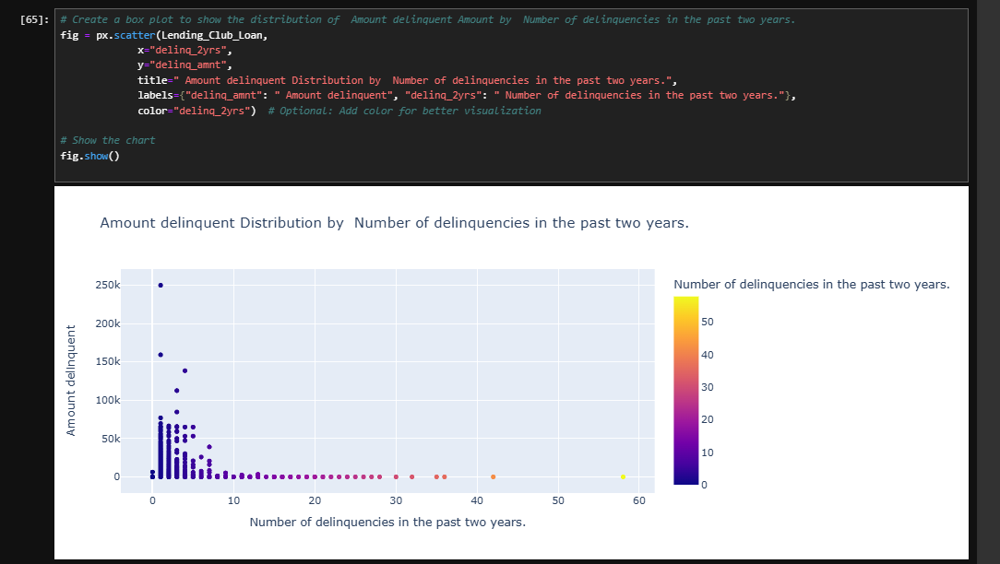 [65]: # Create a box plot to show the distribution of  Amount delinquent Amount by  Number of delinquencies in the past two years.
fig = px.scatter(Lending_Club_Loan,
x="delinq_2yrs",
y="delinq_amnt",
title=" Amount delinquent Distribution by  Number of delinquencies in the past two years.",
labels={"delinq_amnt": " Amount delinquent", "delinq_2yrs": " Number of delinquencies in the past two years."},
color="delinq_2yrs")  # Optional: Add color for better visualization
# Show the chart
fig.show()
Amount delinquent Distribution by  Number of delinquencies in the past two years.
Amount delinquent
250k
200k
150k
100k
50k
0
0 10 20 30 40 50 60
Number of delinquencies in the past two years.
Number of delinquencies in the past two years.
50
40
30
20
10
0